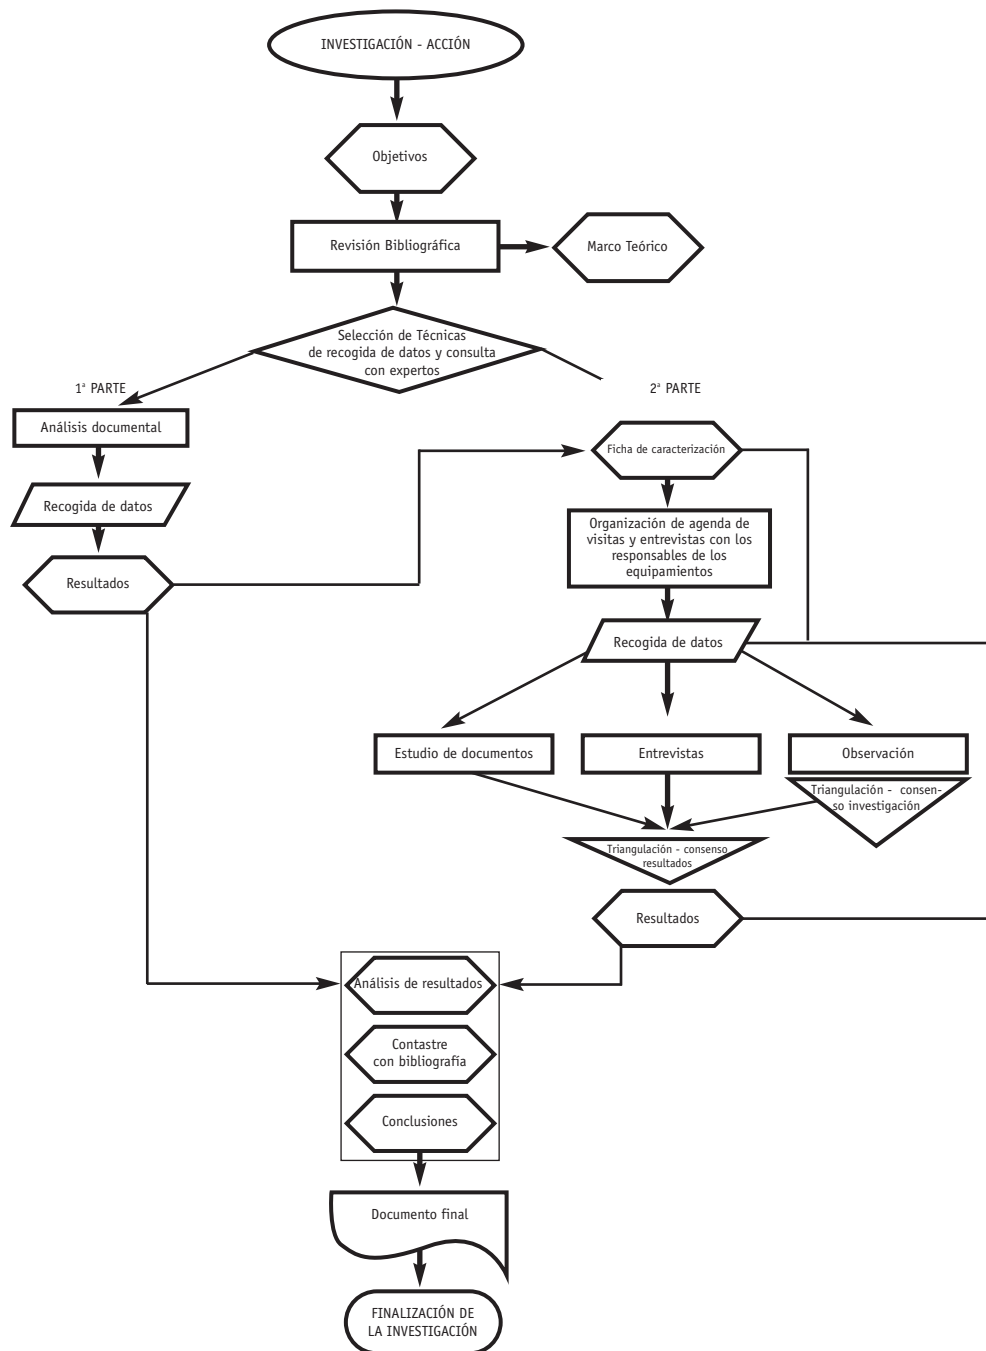 INVESTIGACIÓN - ACCIÓN
Objetivos
Revisión Bibliográfica
Marco Teórico
Selección de Técnicas
de recogida de datos y consulta
con expertos
1ª PARTE
2ª PARTE
Análisis documental
Ficha de caracterización
Recogida de datos
Organización de agenda de
visitas y entrevistas con los
responsables de los
equipamientos
Resultados
Recogida de datos
Estudio de documentos
Entrevistas
Observación
Triangulación - consen-
so investigación
Triangulación - consenso
resultados
Resultados
Análisis de resultados
Contastre
con bibliografía
Conclusiones
Documento final
FINALIZACIÓN DE
LA INVESTIGACIÓN